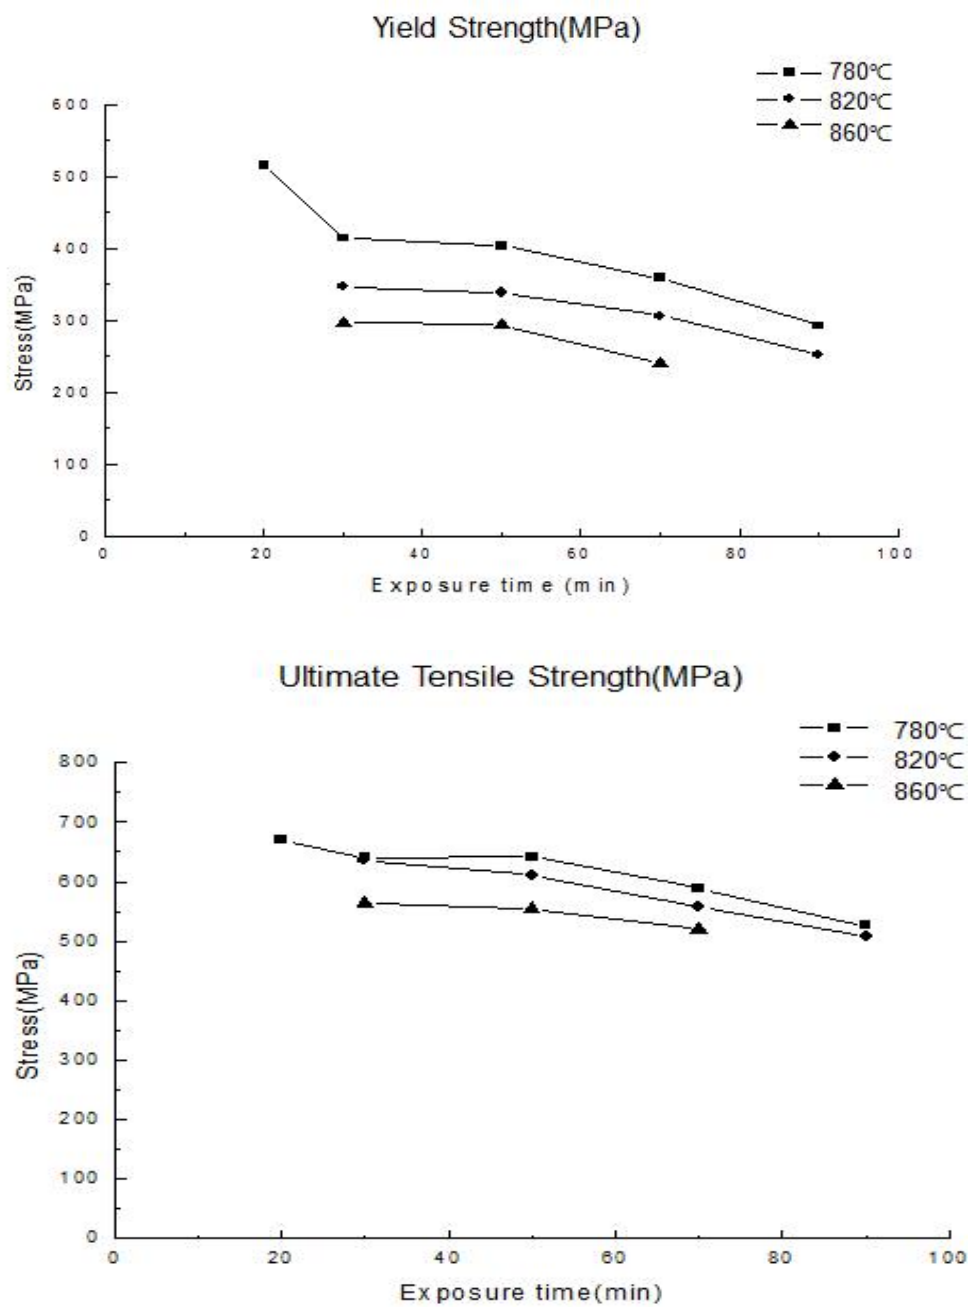 Yield Strength(MPa)
780℃
820℃
860℃
600
500
400
300
200
100
0
Stress(MPa)
0 20 40 60 80 100
Exposure time (min)
Ultimate Tensile Strength(MPa)
780℃
820℃
860℃
800
700
600
500
400
300
200
100
0
Stress(MPa)
0 20 40 60 80 100
Exposure time(min)